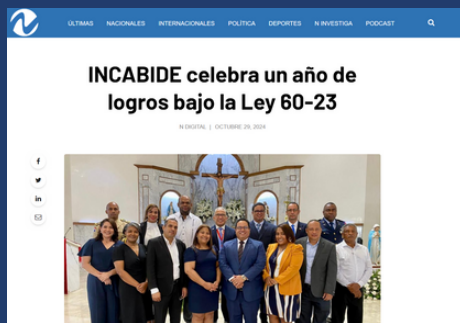 ÚLTIMAS NACIONALES INTERNACIONALES POLÍTICA DEPORTES N INVESTIGA PODCAST
INCABIDE celebra un año de
logros bajo la Ley 60-23
N DIGITAL | OCTUBRE 29, 2024